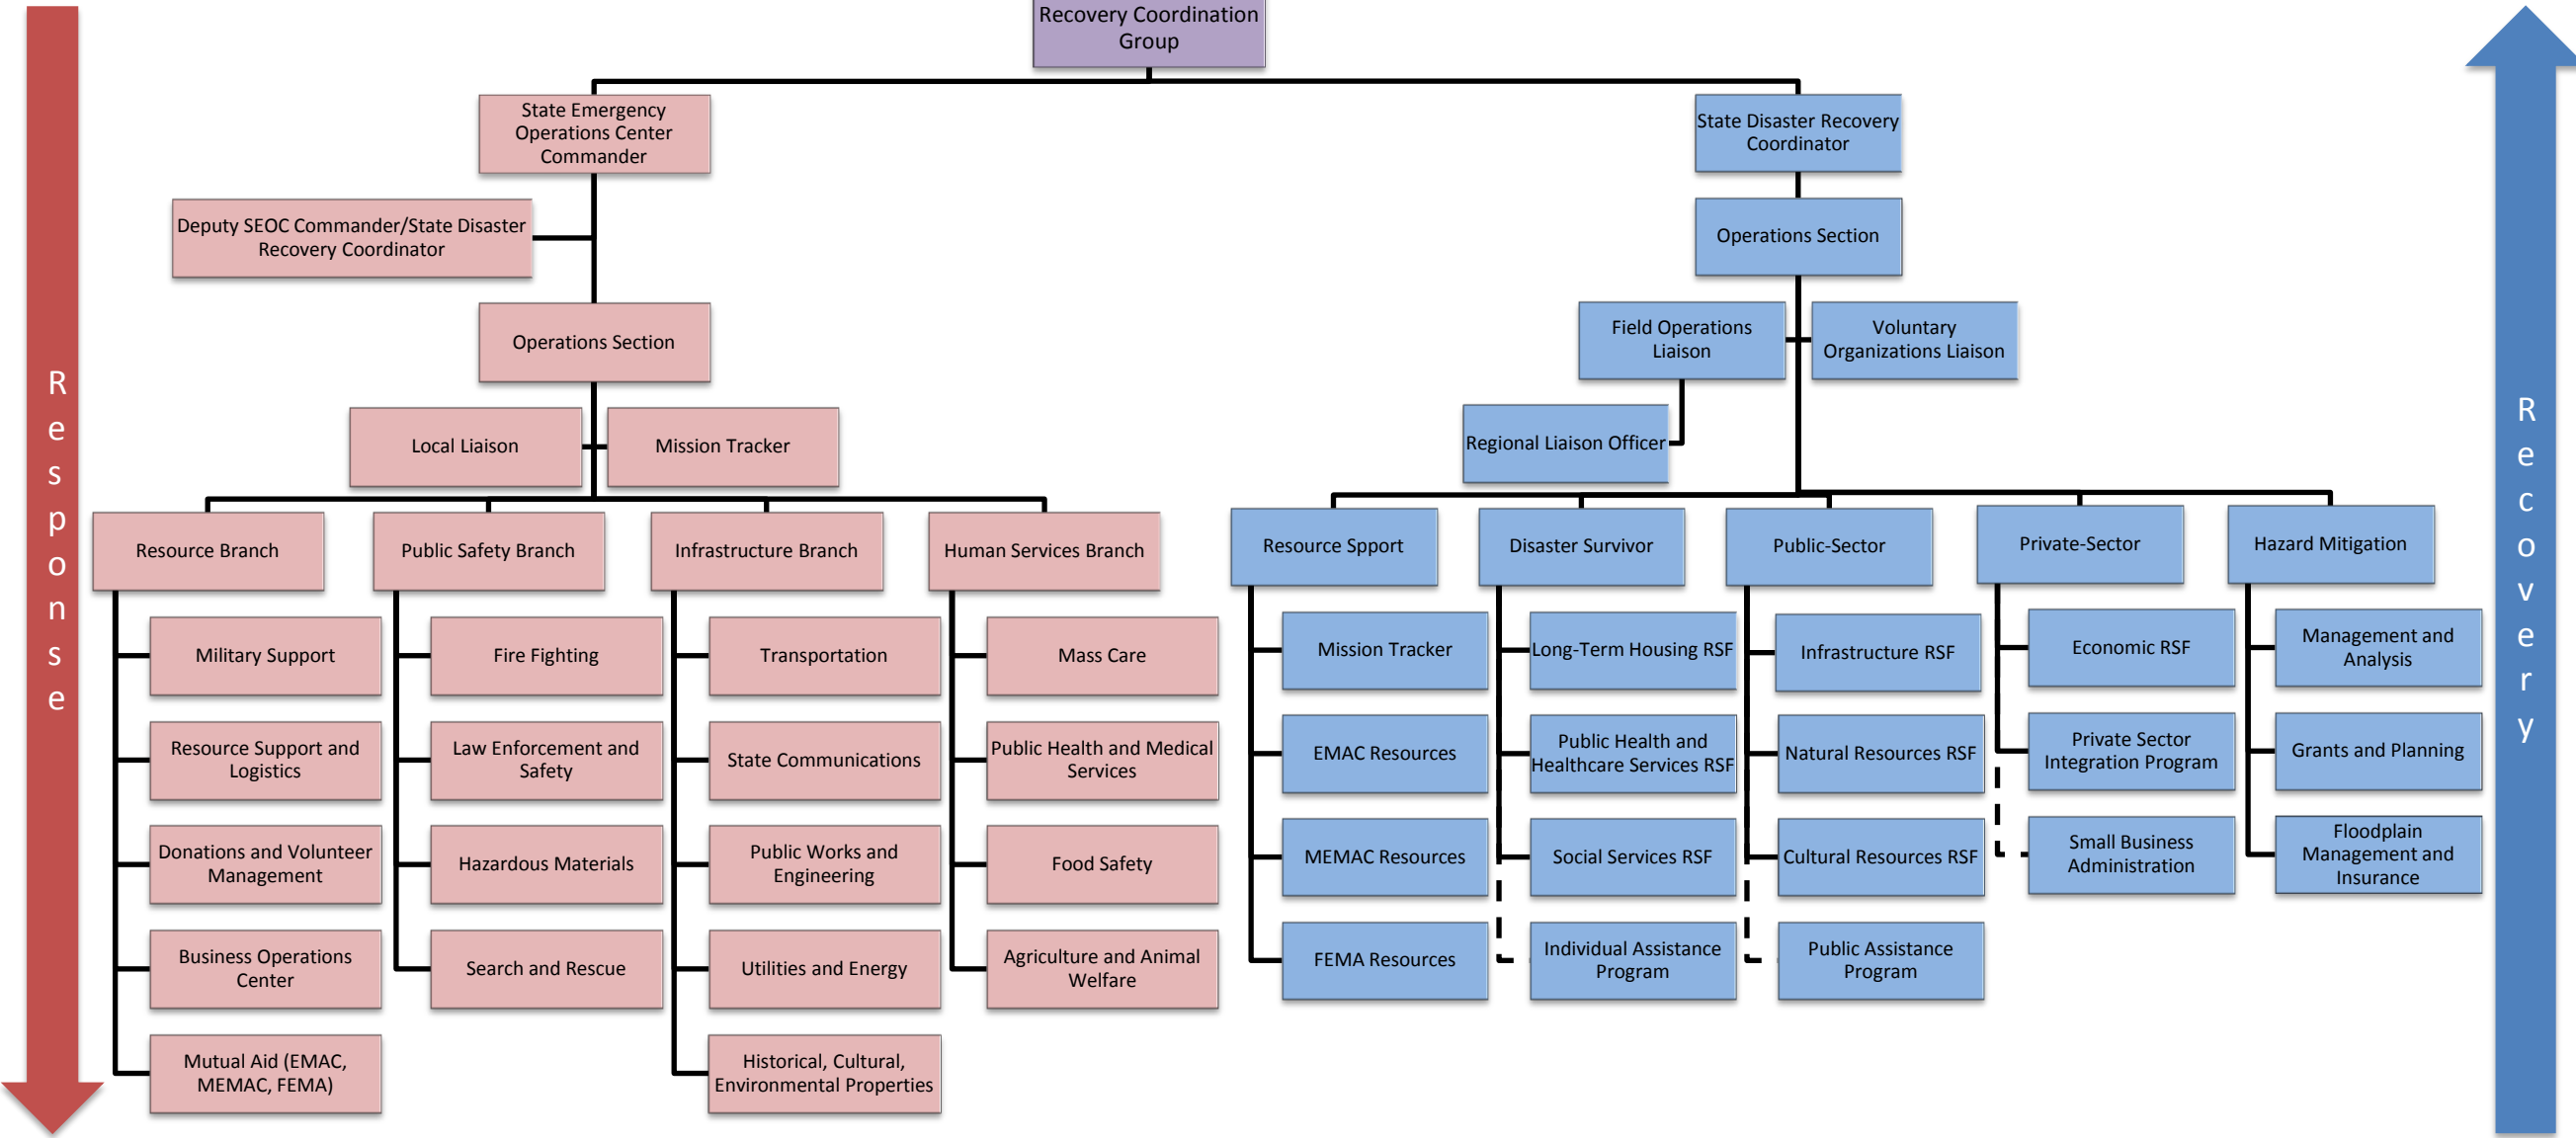 Recovery Coordination
Group
State Emergency
Operations Center
Commander
State Disaster Recovery
Coordinator
Deputy SEOC Commander/State Disaster
Recovery Coordinator
Operations Section
Operations Section
Field Operations
Liaison
Voluntary
Organizations Liaison
Regional Liaison Officer
Local Liaison
Mission Tracker
Response
Recovery
Resource Branch
Public Safety Branch
Infrastructure Branch
Human Services Branch
Military Support
Resource Support and
Logistics
Donations and Volunteer
Management
Business Operations
Center
Mutual Aid (EMAC,
MEMAC, FEMA)
Fire Fighting
Law Enforcement and
Safety
Hazardous Materials
Search and Rescue
Transportation
State Communications
Public Works and
Engineering
Utilities and Energy
Historical, Cultural,
Environmental Properties
Mass Care
Public Health and Medical
Services
Food Safety
Agriculture and Animal
Welfare
Resource Spport
Disaster Survivor
Public-Sector
Private-Sector
Hazard Mitigation
Mission Tracker
EMAC Resources
MEMAC Resources
FEMA Resources
Long-Term Housing RSF
Public Health and
Healthcare Services RSF
Social Services RSF
Individual Assistance
Program
Infrastructure RSF
Natural Resources RSF
Cultural Resources RSF
Public Assistance
Program
Economic RSF
Private Sector
Integration Program
Small Business
Administration
Management and
Analysis
Grants and Planning
Floodplain
Management and
Insurance